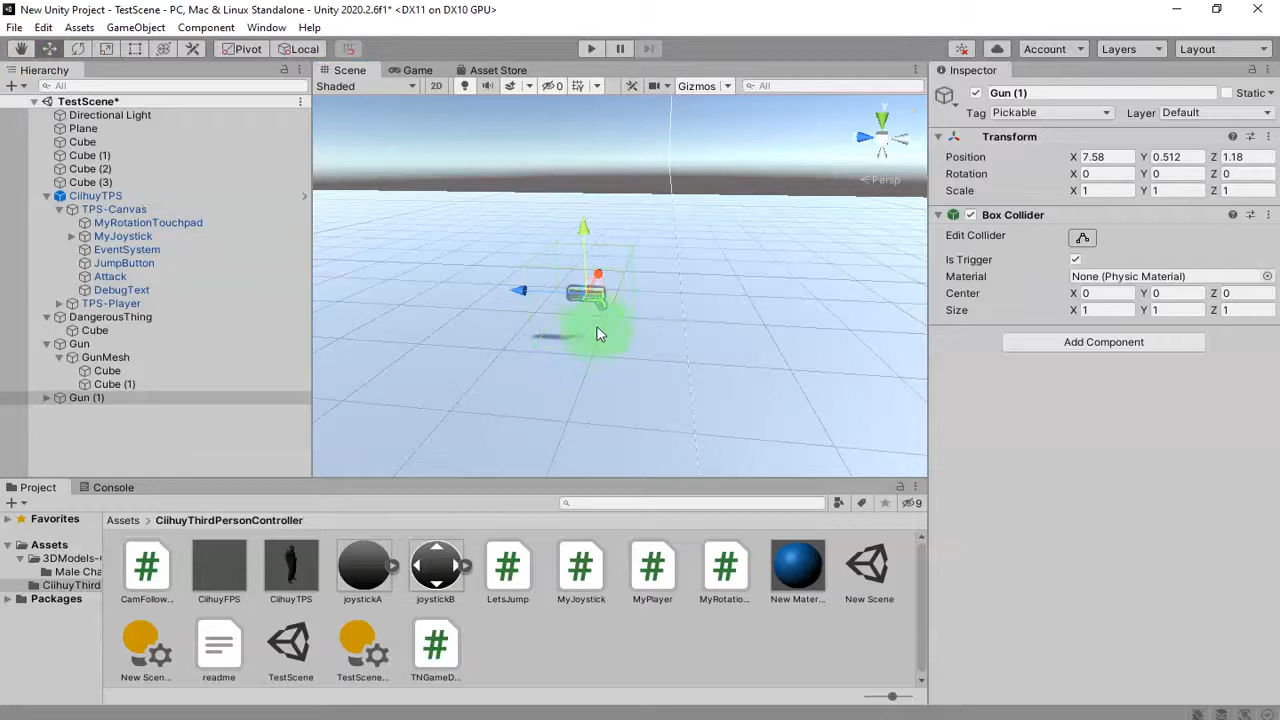 New Unity Project - TestScene - PC, Mac & Linux Standalone - Unity 2020.2.6f1* <DX11 on DX10 GPU>
File Edit Assets GameObject Component Window Help
Pivot Local Account Layers Layout
Hierarchy
All
TestScene*
Directional Light
Plane
Cube
Cube (1)
Cube (2)
Cube (3)
CiihuyTPS
TPS-Canvas
MyRotationTouchpad
MyJoystick
EventSystem
JumpButton
Attack
DebugText
TPS-Player
DangerousThing
Cube
Gun
GunMesh
Cube
Cube (1)
Gun (1)
Scene Game Asset Store
Shaded 2D 0 Gizmos All
y
Persp
Inspector
Gun (1) Static
Tag Pickable Layer Default
Transform
Position X 7.58 Y 0.512 Z 1.18
Rotation X 0 Y 0 Z 0
Scale X 1 Y 1 Z 1
Box Collider
Edit Collider
Is Trigger
Material None (Physic Material)
Center X 0 Y 0 Z 0
Size X 1 Y 1 Z 1
Add Component
Project Console
9
Favorites
Assets
3DModels-
Male Cha
CiihuyThird
Packages
Assets > CiihuyThirdPersonController
CamFollow... CiihuyFPS CiihuyTPS joystickA joystickB LetsJump MyJoystick MyPlayer MyRotatio... New Mater... New Scene
New Scen... readme TestScene TestScene... TNGameD...